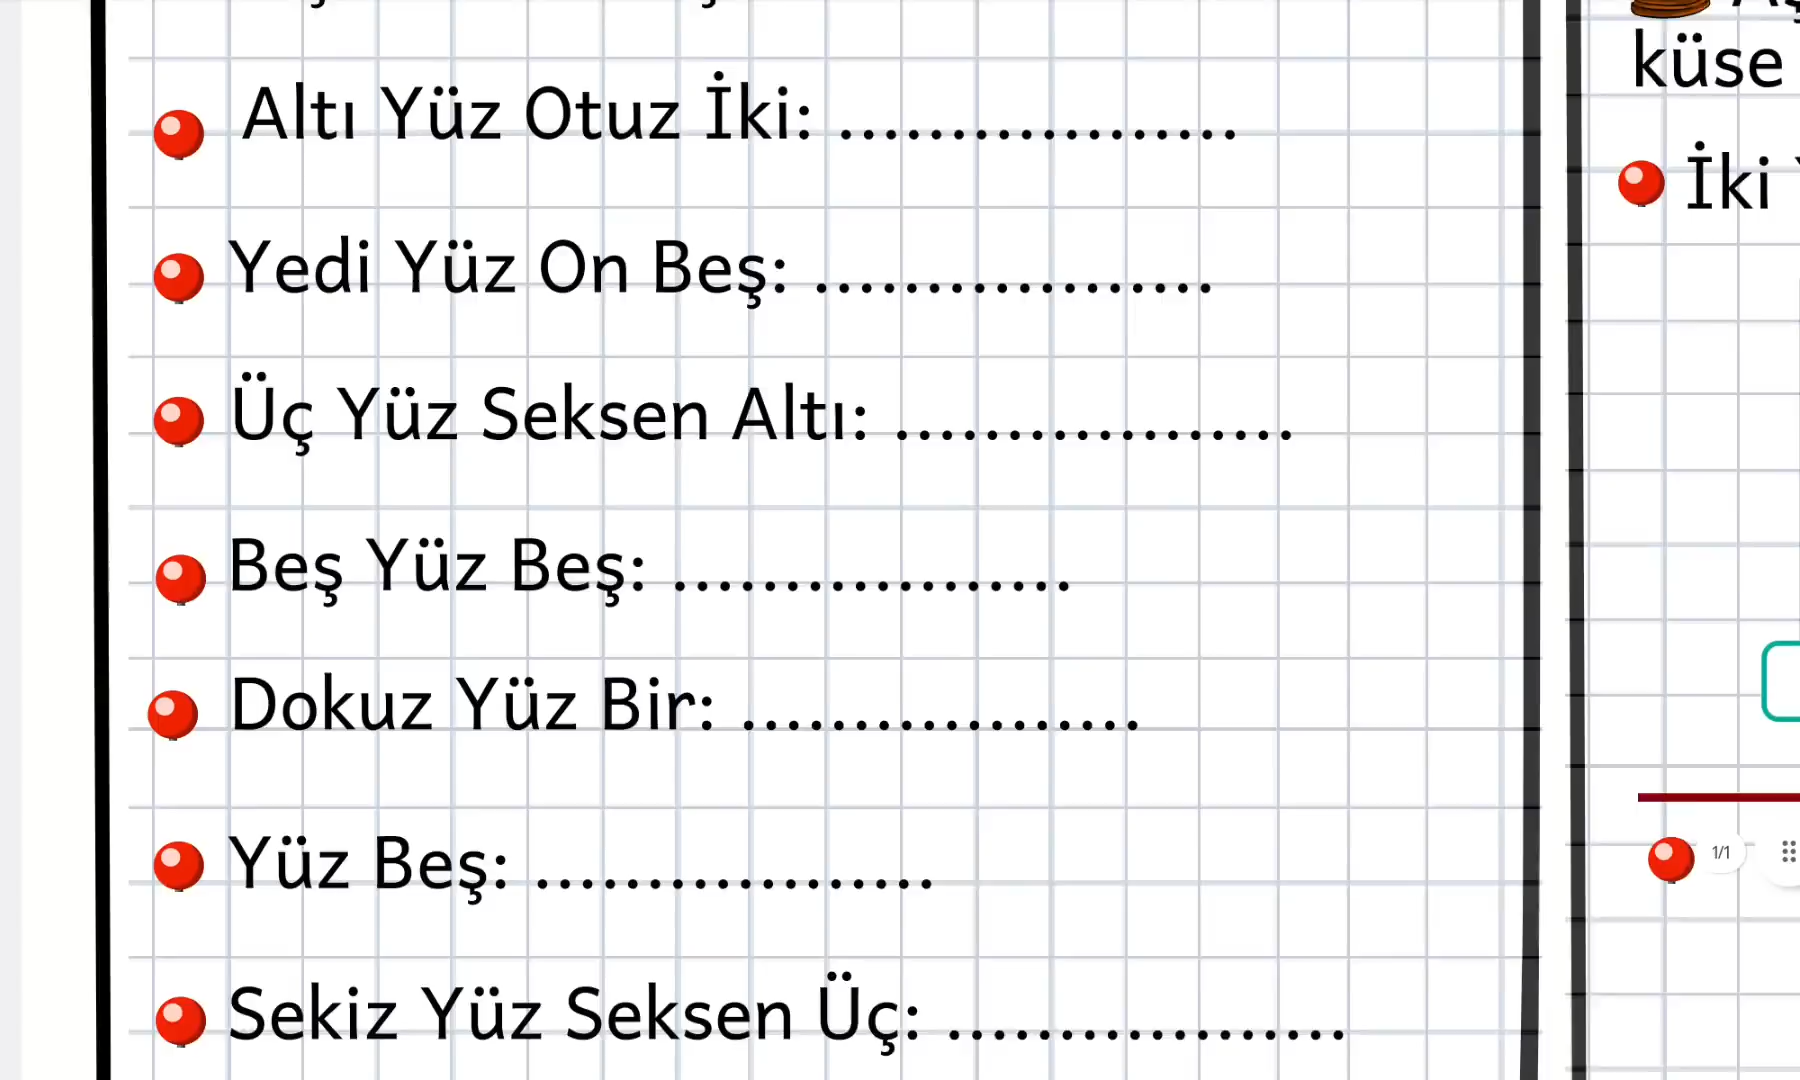 Altı Yüz Otuz İki: ..................
Yedi Yüz On Beş: ..................
Üç Yüz Seksen Altı: ..................
Beş Yüz Beş: ..................
Dokuz Yüz Bir: ..................
Yüz Beş: ..................
Sekiz Yüz Seksen Üç: ..................
küse
İki
1/1